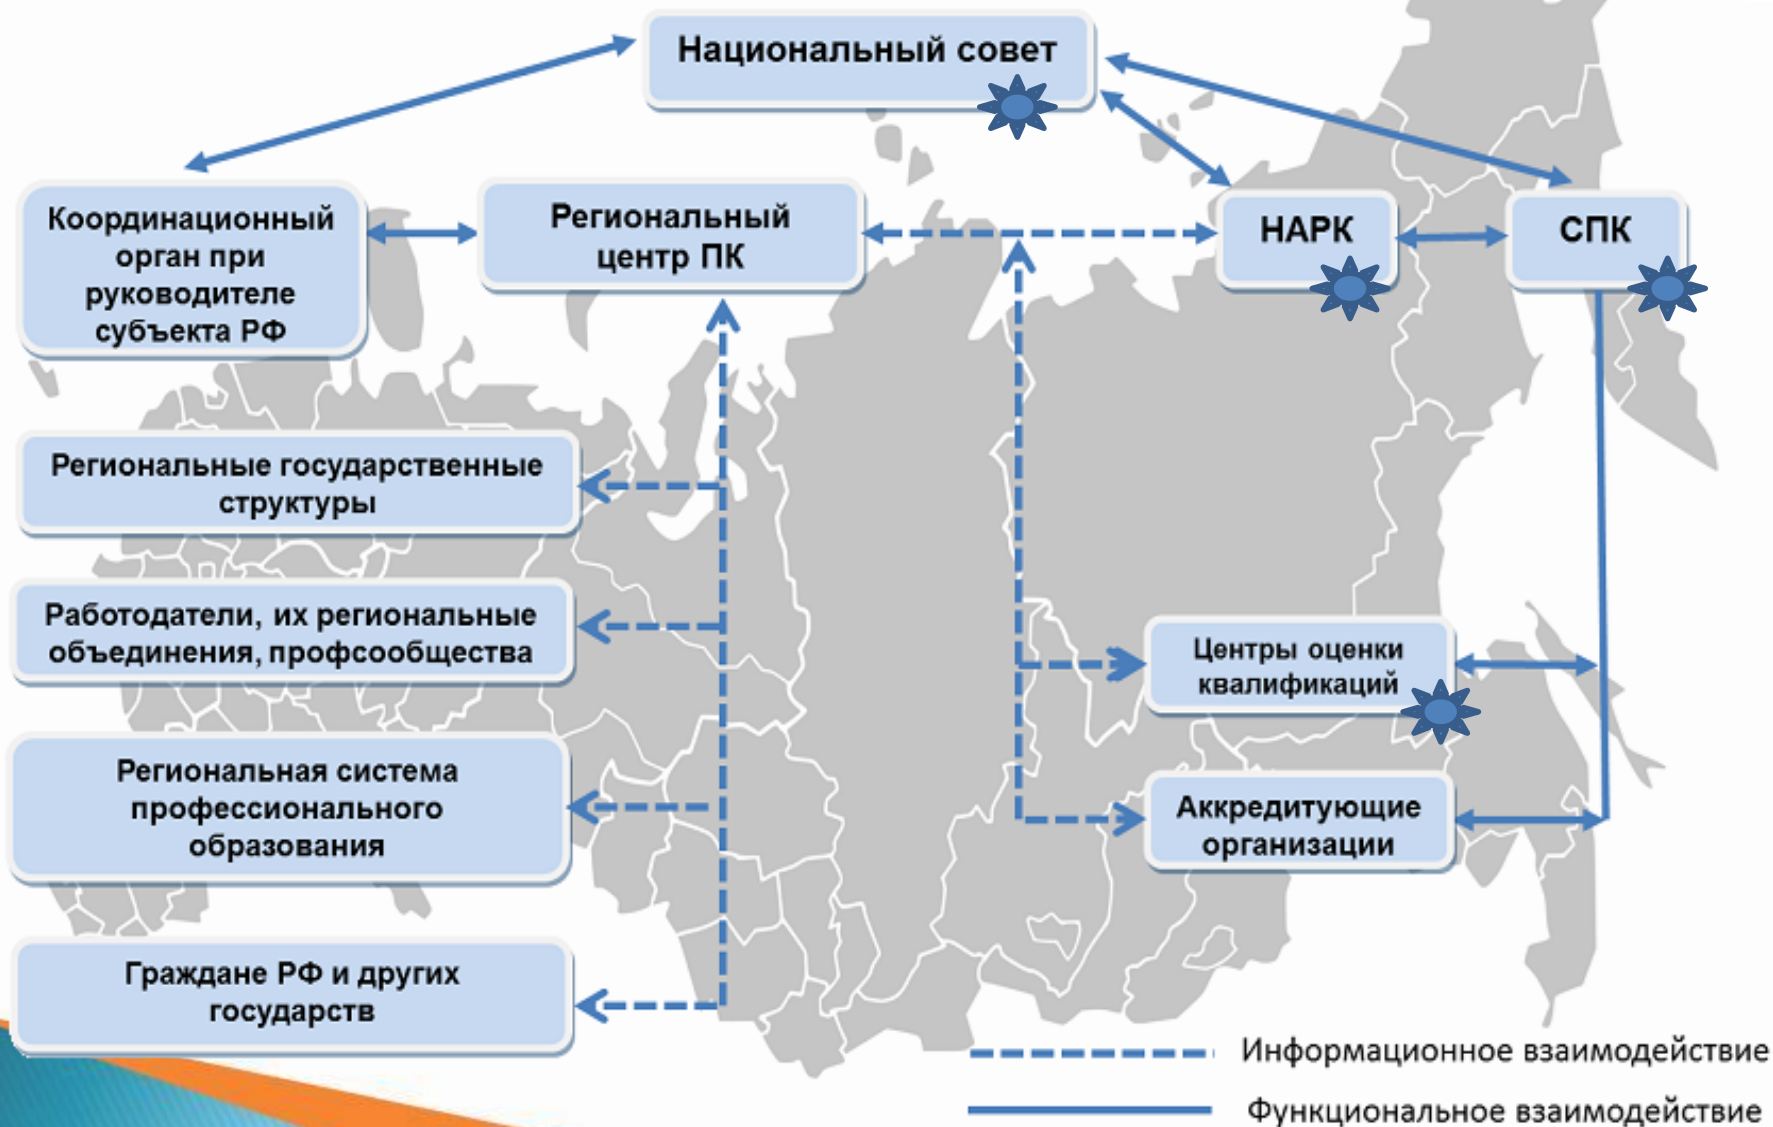 Национальный совет
Координационный
орган при
руководителе
субъекта РФ
Региональный
центр ПК
НАРК
СПК
Региональные государственные
структуры
Работодатели, их региональные
объединения, профсообщества
Региональная система
профессионального
образования
Граждане РФ и других
государств
Центры оценки
квалификаций
Аккредитующие
организации
Информационное взаимодействие
Функциональное взаимодействие